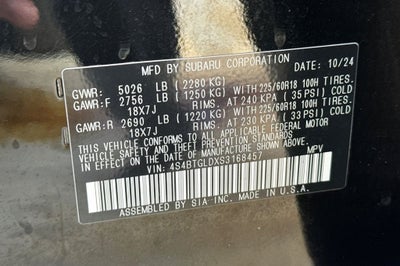 MFD. BY SUBARU CORPORATION DATE: 10/24
GVWR: 5026 LB (2280 KG)
GAWR:F 2756 LB (1250 KG) WITH 225/60R18 100H TIRES,
18X7J RIMS, AT 240 KPA (35 PSI) COLD
GAWR:R 2690 LB (1220 KG) WITH 225/60R18 100H TIRES,
18X7J RIMS, AT 230 KPA (33 PSI) COLD
THIS VEHICLE CONFORMS TO ALL APPLICABLE FEDERAL MOTOR
VEHICLE SAFETY STANDARDS IN EFFECT ON THE DATE OF
MANUFACTURE SHOWN ABOVE.
VIN: 4S4BTGLDXS3168457 MPV
ASSEMBLED BY SIA INC. MADE IN U.S.A.